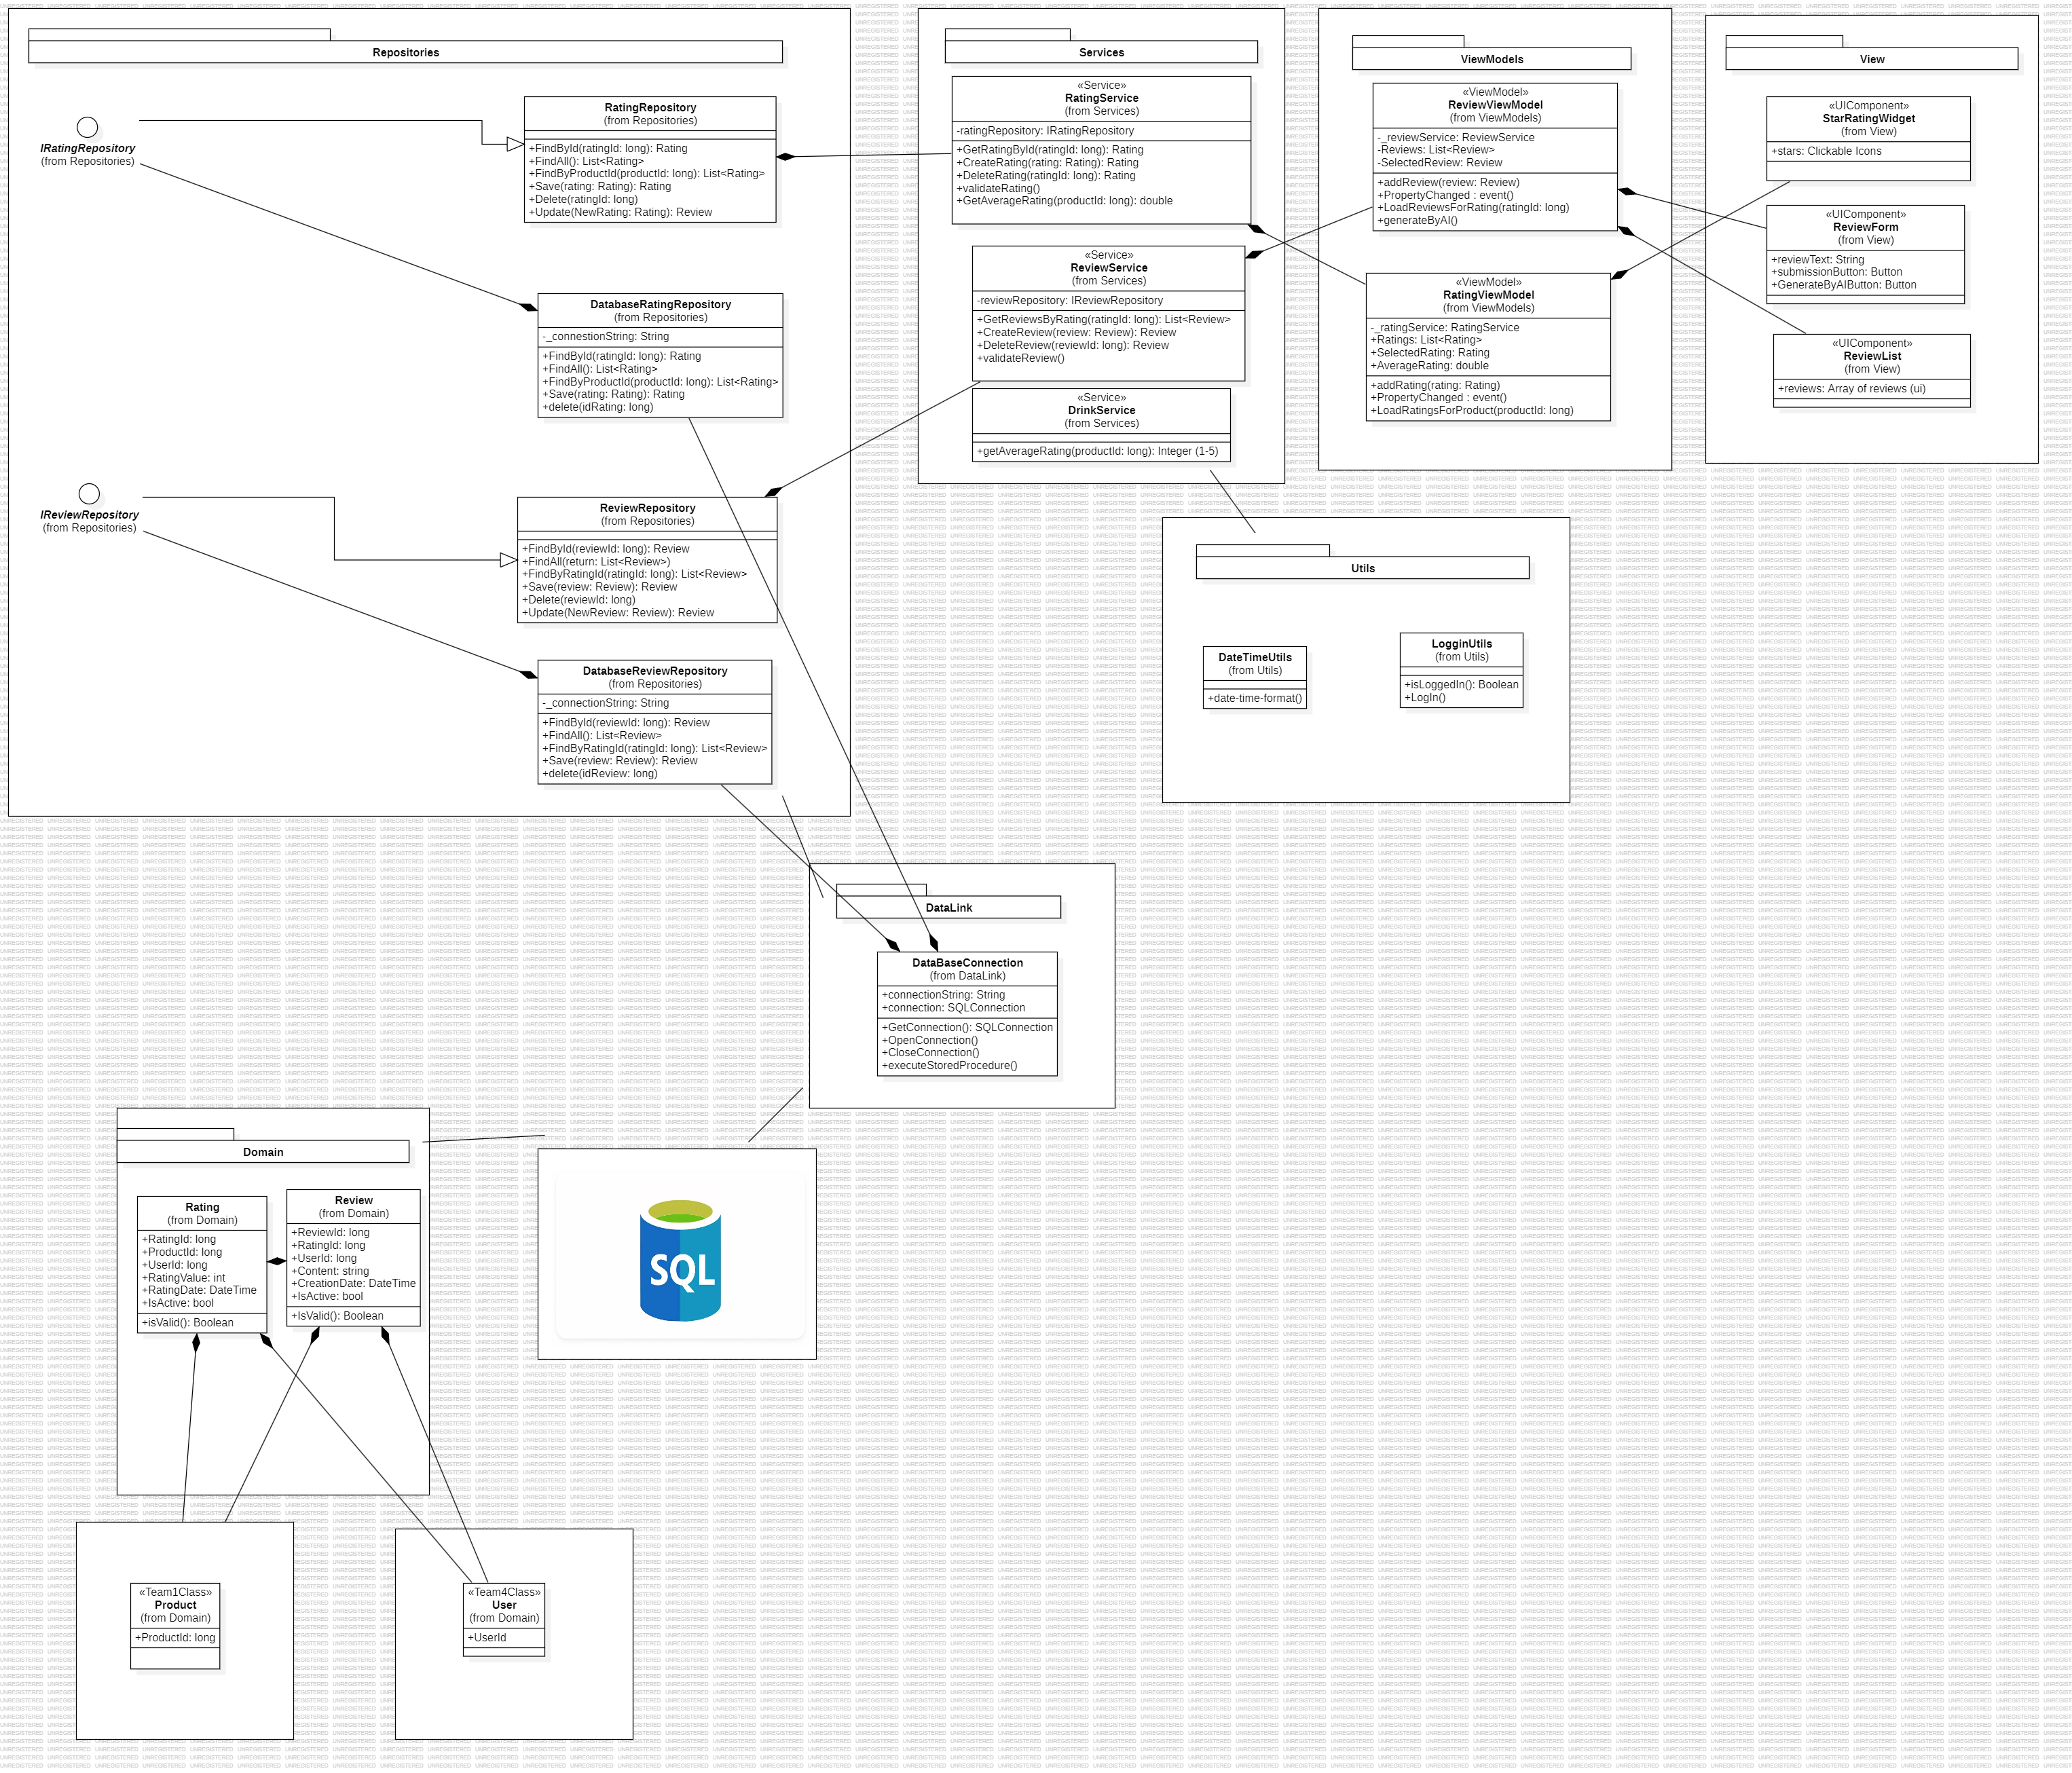 Repositories
IRatingRepository
(from Repositories)
RatingRepository
(from Repositories)
+FindById(ratingId: long): Rating
+FindAll(): List<Rating>
+FindByProductId(productId: long): List<Rating>
+Save(rating: Rating): Rating
+Delete(ratingId: long)
+Update(NewRating: Rating): Review
DatabaseRatingRepository
(from Repositories)
-_connestionString: String
+FindById(ratingId: long): Rating
+FindAll(): List<Rating>
+FindByProductId(productId: long): List<Rating>
+Save(rating: Rating): Rating
+delete(idRating: long)
IReviewRepository
(from Repositories)
ReviewRepository
(from Repositories)
+FindById(reviewId: long): Review
+FindAll(return: List<Review>)
+FindByRatingId(ratingId: long): List<Review>
+Save(review: Review): Review
+Delete(reviewId: long)
+Update(NewReview: Review): Review
DatabaseReviewRepository
(from Repositories)
-_connectionString: String
+FindById(reviewId: long): Review
+FindAll(): List<Review>
+FindByRatingId(ratingId: long): List<Review>
+Save(review: Review): Review
+delete(idReview: long)
Services
«Service»
RatingService
(from Services)
-ratingRepository: IRatingRepository
+GetRatingById(ratingId: long): Rating
+CreateRating(rating: Rating): Rating
+DeleteRating(ratingId: long): Rating
+validateRating()
+GetAverageRating(productId: long): double
«Service»
ReviewService
(from Services)
-reviewRepository: IReviewRepository
+GetReviewsByRating(ratingId: long): List<Review>
+CreateReview(review: Review): Review
+DeleteReview(reviewId: long): Review
+validateReview()
«Service»
DrinkService
(from Services)
+getAverageRating(productId: long): Integer (1-5)
ViewModels
«ViewModel»
ReviewViewModel
(from ViewModels)
-_reviewService: ReviewService
-Reviews: List<Review>
-SelectedReview: Review
+addReview(review: Review)
+PropertyChanged : event()
+LoadReviewsForRating(ratingId: long)
+generateByAI()
«ViewModel»
RatingViewModel
(from ViewModels)
-_ratingService: RatingService
+Ratings: List<Rating>
+SelectedRating: Rating
+AverageRating: double
+addRating(rating: Rating)
+PropertyChanged : event()
+LoadRatingsForProduct(productId: long)
View
«UIComponent»
StarRatingWidget
(from View)
+stars: Clickable Icons
«UIComponent»
ReviewForm
(from View)
+reviewText: String
+submissionButton: Button
+GenerateByAIButton: Button
«UIComponent»
ReviewList
(from View)
+reviews: Array of reviews (ui)
Utils
DateTimeUtils
(from Utils)
+date-time-format()
LogginUtils
(from Utils)
+isLoggedIn(): Boolean
+LogIn()
DataLink
DataBaseConnection
(from DataLink)
+connectionString: String
+connection: SQLConnection
+GetConnection(): SQLConnection
+OpenConnection()
+CloseConnection()
+executeStoredProcedure()
Domain
Rating
(from Domain)
+RatingId: long
+ProductId: long
+UserId: long
+RatingValue: int
+RatingDate: DateTime
+IsActive: bool
+isValid(): Boolean
Review
(from Domain)
+ReviewId: long
+RatingId: long
+UserId: long
+Content: string
+CreationDate: DateTime
+IsActive: bool
+IsValid(): Boolean
SQL
«Team1Class»
Product
(from Domain)
+ProductId: long
«Team4Class»
User
(from Domain)
+UserId
UNREGISTERED